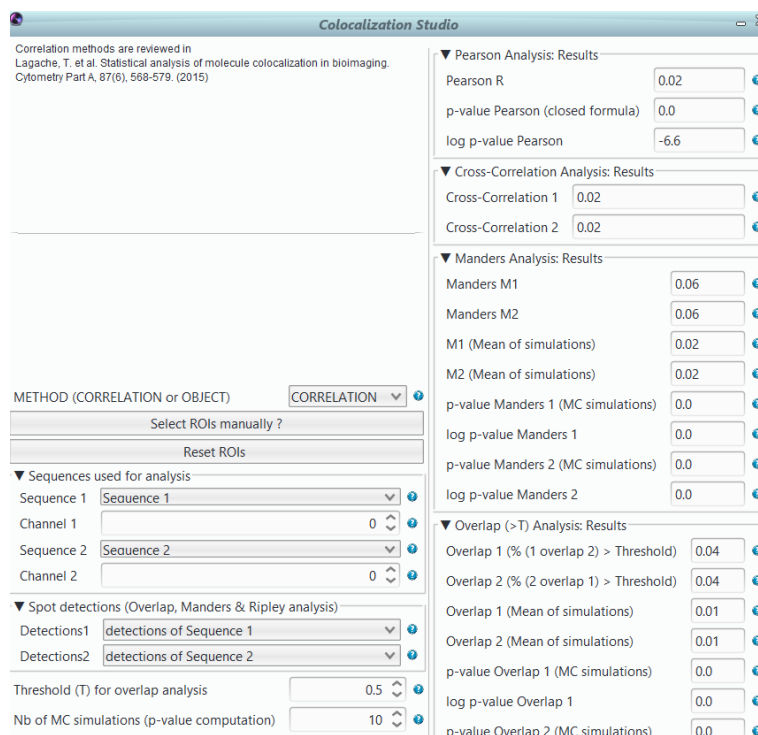 Colocalization Studio
Correlation methods are reviewed in
Lagache, T. et al. Statistical analysis of molecule colocalization in bioimaging.
Cytometry Part A, 87(6), 568-579. (2015)
METHOD (CORRELATION or OBJECT) CORRELATION
Select ROIs manually ?
Reset ROIs
▼ Sequences used for analysis
Sequence 1 Sequence 1
Channel 1 0
Sequence 2 Sequence 2
Channel 2 0
▼ Spot detections (Overlap, Manders & Ripley analysis)
Detections1 detections of Sequence 1
Detections2 detections of Sequence 2
Threshold (T) for overlap analysis 0.5
Nb of MC simulations (p-value computation) 10
▼ Pearson Analysis: Results
Pearson R 0.02
p-value Pearson (closed formula) 0.0
log p-value Pearson -6.6
▼ Cross-Correlation Analysis: Results
Cross-Correlation 1 0.02
Cross-Correlation 2 0.02
▼ Manders Analysis: Results
Manders M1 0.06
Manders M2 0.06
M1 (Mean of simulations) 0.02
M2 (Mean of simulations) 0.02
p-value Manders 1 (MC simulations) 0.0
log p-value Manders 1 0.0
p-value Manders 2 (MC simulations) 0.0
log p-value Manders 2 0.0
▼ Overlap (>T) Analysis: Results
Overlap 1 (% (1 overlap 2) > Threshold) 0.04
Overlap 2 (% (2 overlap 1) > Threshold) 0.04
Overlap 1 (Mean of simulations) 0.01
Overlap 2 (Mean of simulations) 0.01
p-value Overlap 1 (MC simulations) 0.0
log p-value Overlap 1 0.0
p-value Overlap 2 (MC simulations) 0.0